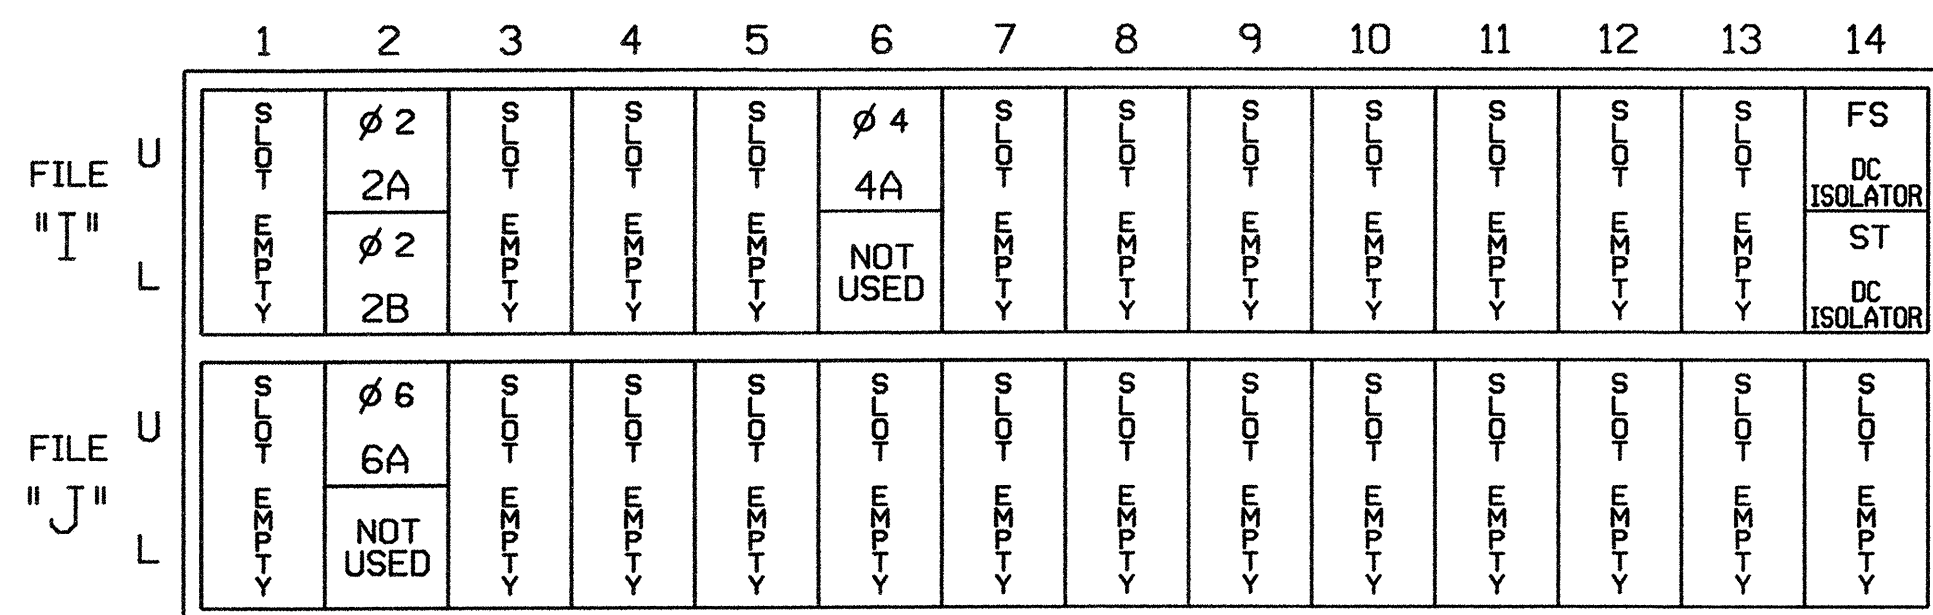 1 2 3 4 5 6 7 8 9 10 11 12 13 14
FILE "I"
U
L
SLOT EMPTY
Ø 2
2A
Ø 2
2B
SLOT EMPTY
SLOT EMPTY
SLOT EMPTY
Ø 4
4A
NOT
USED
SLOT EMPTY
SLOT EMPTY
SLOT EMPTY
SLOT EMPTY
SLOT EMPTY
SLOT EMPTY
SLOT EMPTY
FS
DC
ISOLATOR
ST
DC
ISOLATOR
FILE "J"
U
L
SLOT EMPTY
Ø 6
6A
NOT
USED
SLOT EMPTY
SLOT EMPTY
SLOT EMPTY
SLOT EMPTY
SLOT EMPTY
SLOT EMPTY
SLOT EMPTY
SLOT EMPTY
SLOT EMPTY
SLOT EMPTY
SLOT EMPTY
SLOT EMPTY